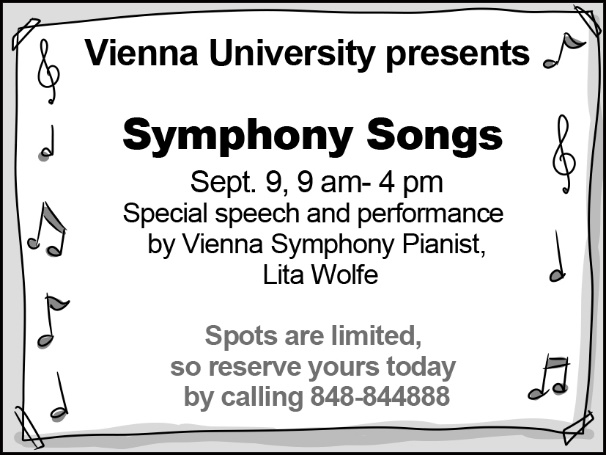 Vienna University presents
Symphony Songs
Sept. 9, 9 am- 4 pm
Special speech and performance
by Vienna Symphony Pianist,
Lita Wolfe
Spots are limited,
so reserve yours today
by calling 848-844888